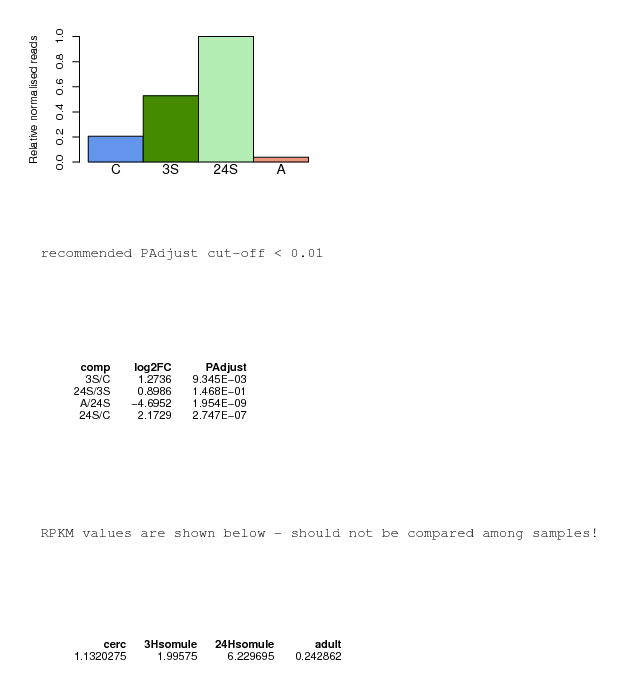 Relative normalised reads
1.0
0.8
0.6
0.4
0.2
0.0
C 3S 24S A
recommended PAdjust cut-off < 0.01
comp log2FC PAdjust
3S/C 1.2736 9.345E−03
24S/3S 0.8986 1.468E−01
A/24S −4.6952 1.954E−09
24S/C 2.1729 2.747E−07
RPKM values are shown below - should not be compared among samples!
cerc 3Hsomule 24Hsomule adult
1.1320275 1.99575 6.229695 0.242862